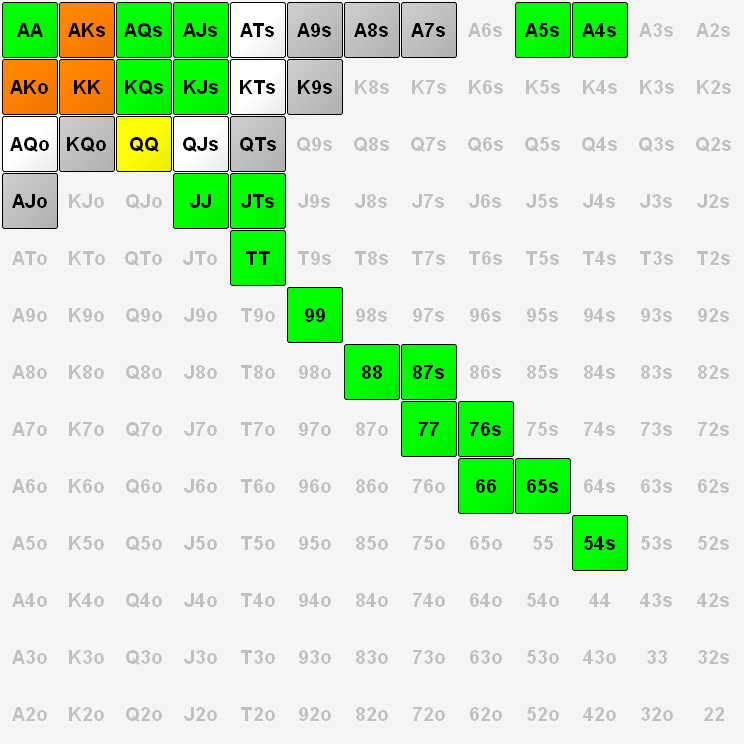 AA AKs AQs AJs ATs A9s A8s A7s A6s A5s A4s A3s A2s
AKo KK KQs KJs KTs K9s K8s K7s K6s K5s K4s K3s K2s
AQo KQo QQ QJs QTs Q9s Q8s Q7s Q6s Q5s Q4s Q3s Q2s
AJo KJo QJo JJ JTs J9s J8s J7s J6s J5s J4s J3s J2s
ATo KTo QTo JTo TT T9s T8s T7s T6s T5s T4s T3s T2s
A9o K9o Q9o J9o T9o 99 98s 97s 96s 95s 94s 93s 92s
A8o K8o Q8o J8o T8o 98o 88 87s 86s 85s 84s 83s 82s
A7o K7o Q7o J7o T7o 97o 87o 77 76s 75s 74s 73s 72s
A6o K6o Q6o J6o T6o 96o 86o 76o 66 65s 64s 63s 62s
A5o K5o Q5o J5o T5o 95o 85o 75o 65o 55 54s 53s 52s
A4o K4o Q4o J4o T4o 94o 84o 74o 64o 54o 44 43s 42s
A3o K3o Q3o J3o T3o 93o 83o 73o 63o 53o 43o 33 32s
A2o K2o Q2o J2o T2o 92o 82o 72o 62o 52o 42o 32o 22